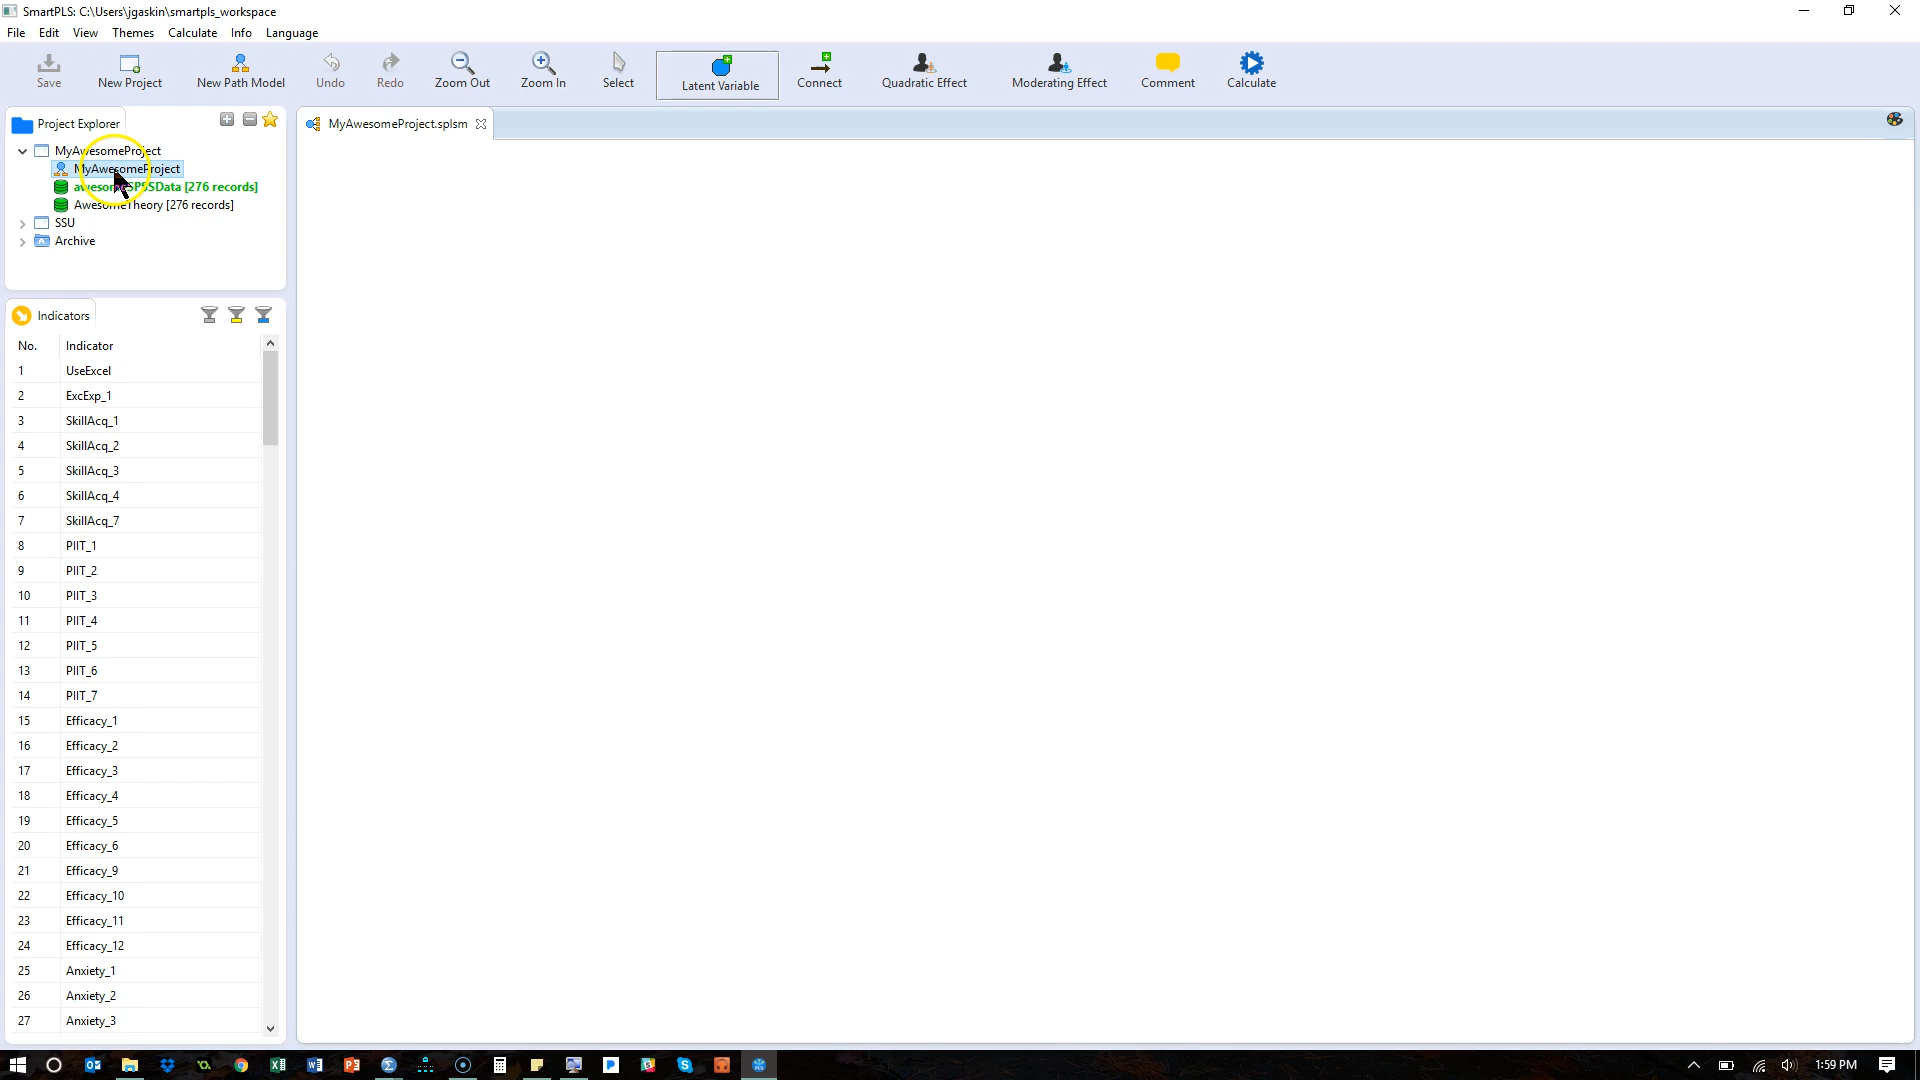 SmartPLS: C:\Users\jgaskin\smartpls_workspace
File Edit View Themes Calculate Info Language
Save New Project New Path Model Undo Redo Zoom Out Zoom In Select Latent Variable Connect Quadratic Effect Moderating Effect Comment Calculate
Project Explorer
MyAwesomeProject.splsm
MyAwesomeProject
MyAwesomeProject
awesomeSPSSData [276 records]
AwesomeTheory [276 records]
SSU
Archive
Indicators
No. Indicator
1 UseExcel
2 ExcExp_1
3 SkillAcq_1
4 SkillAcq_2
5 SkillAcq_3
6 SkillAcq_4
7 SkillAcq_7
8 PIIT_1
9 PIIT_2
10 PIIT_3
11 PIIT_4
12 PIIT_5
13 PIIT_6
14 PIIT_7
15 Efficacy_1
16 Efficacy_2
17 Efficacy_3
18 Efficacy_4
19 Efficacy_5
20 Efficacy_6
21 Efficacy_9
22 Efficacy_10
23 Efficacy_11
24 Efficacy_12
25 Anxiety_1
26 Anxiety_2
27 Anxiety_3
1:59 PM